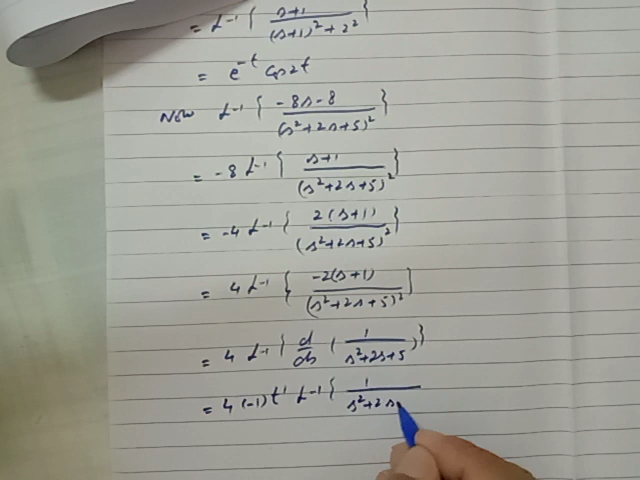 = L⁻¹ { s+1 / (s+1)² + 2² }
= e⁻ᵗ cos2t
Now L⁻¹ { -8s-8 / (s²+2s+5)² }
= -8 L⁻¹ { s+1 / (s²+2s+5)² }
= -4 L⁻¹ { 2(s+1) / (s²+2s+5)² }
= 4 L⁻¹ { -2(s+1) / (s²+2s+5)² }
= 4 L⁻¹ { d/ds ( 1 / s²+2s+5 ) }
= 4 (-1) t¹ L⁻¹ { 1 / s²+2s